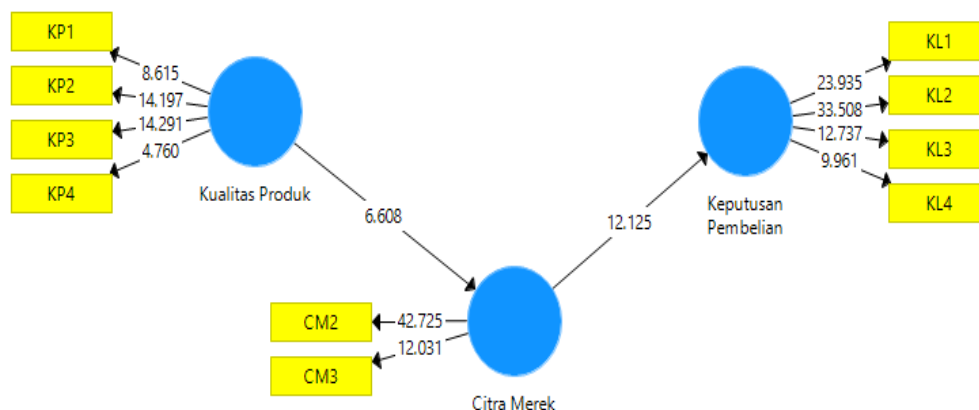 KP1
KP2
KP3
KP4
8.615
14.197
14.291
4.760
Kualitas Produk
6.608
CM2
CM3
42.725
12.031
Citra Merek
12.125
Keputusan
Pembelian
23.935
33.508
12.737
9.961
KL1
KL2
KL3
KL4